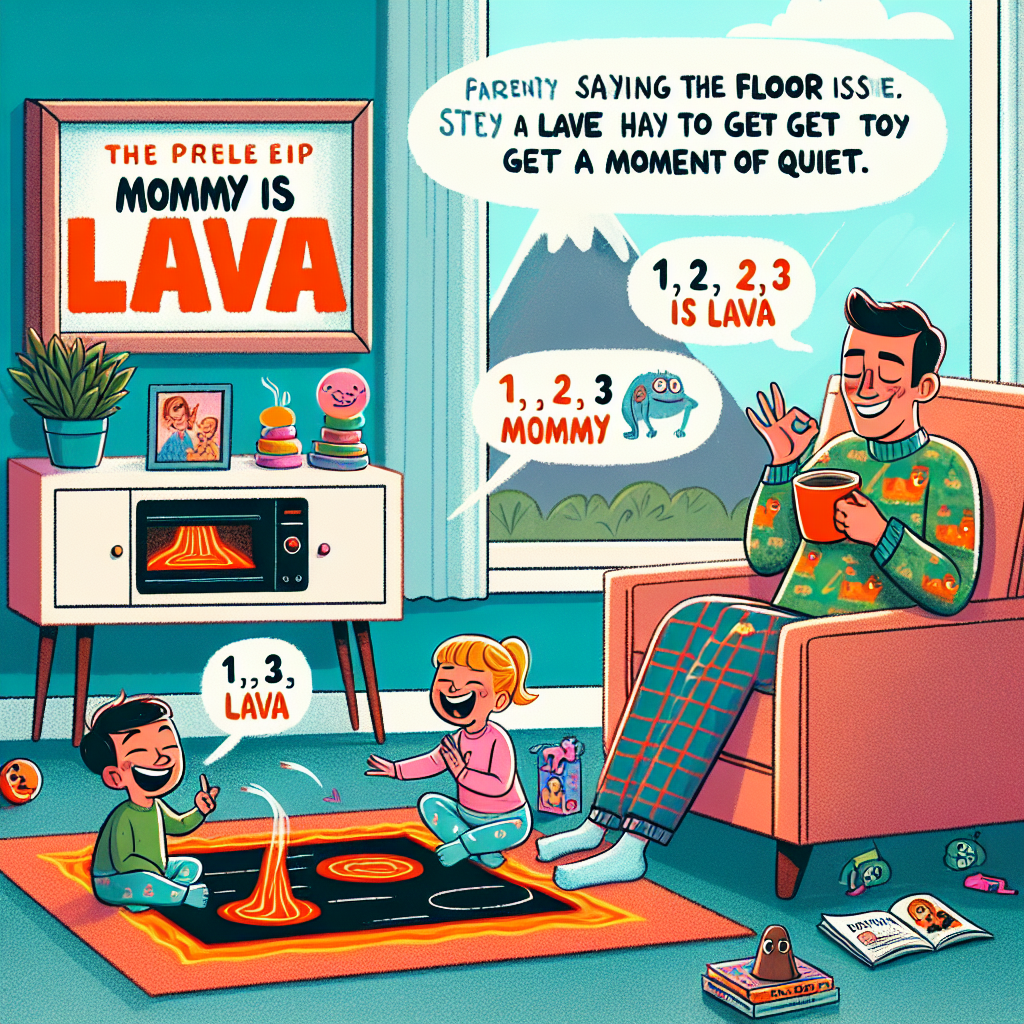 THE PRELE EIP
MOMMY IS
LAVA
FARENTY SAYING THE FLOOR ISS E.
STEY A LAVE HAY TO GET GET TOY
GET A MOMENT OF QUIET.
1, 2, 2,3
IS LAVA
1, , 2, 3
MOMMY
1,,3,
LAVA